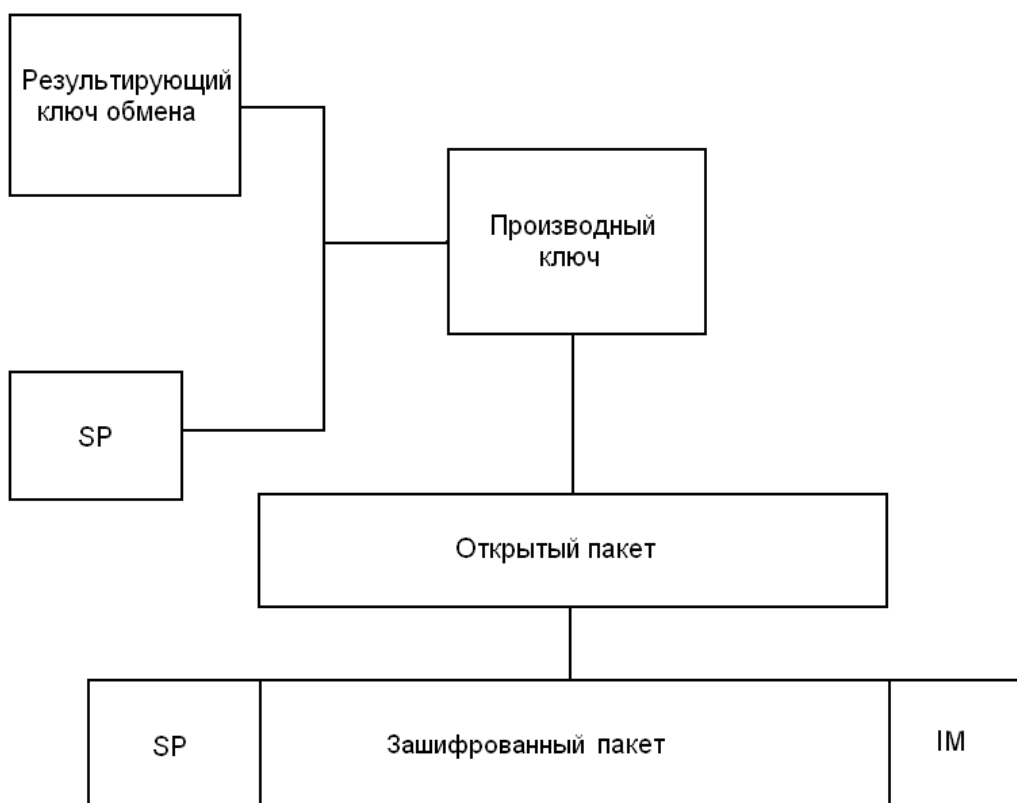 Результирующий
ключ обмена
Производный
ключ
SP
Открытый пакет
SP
Зашифрованный пакет
IM